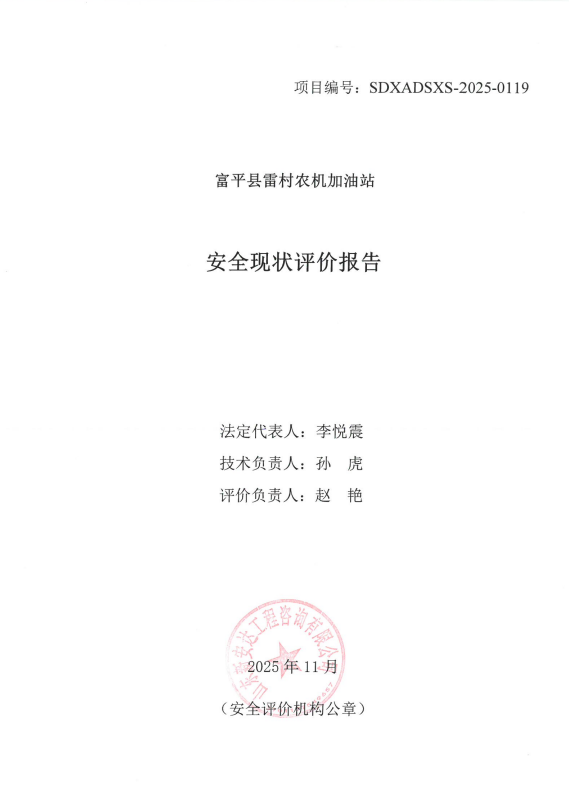 项目编号：SDXADSXS-2025-0119
富平县雷村农机加油站
安全现状评价报告
法定代表人：李悦震
技术负责人：孙　虎
评价负责人：赵　艳
2025年11月
（安全评价机构公章）